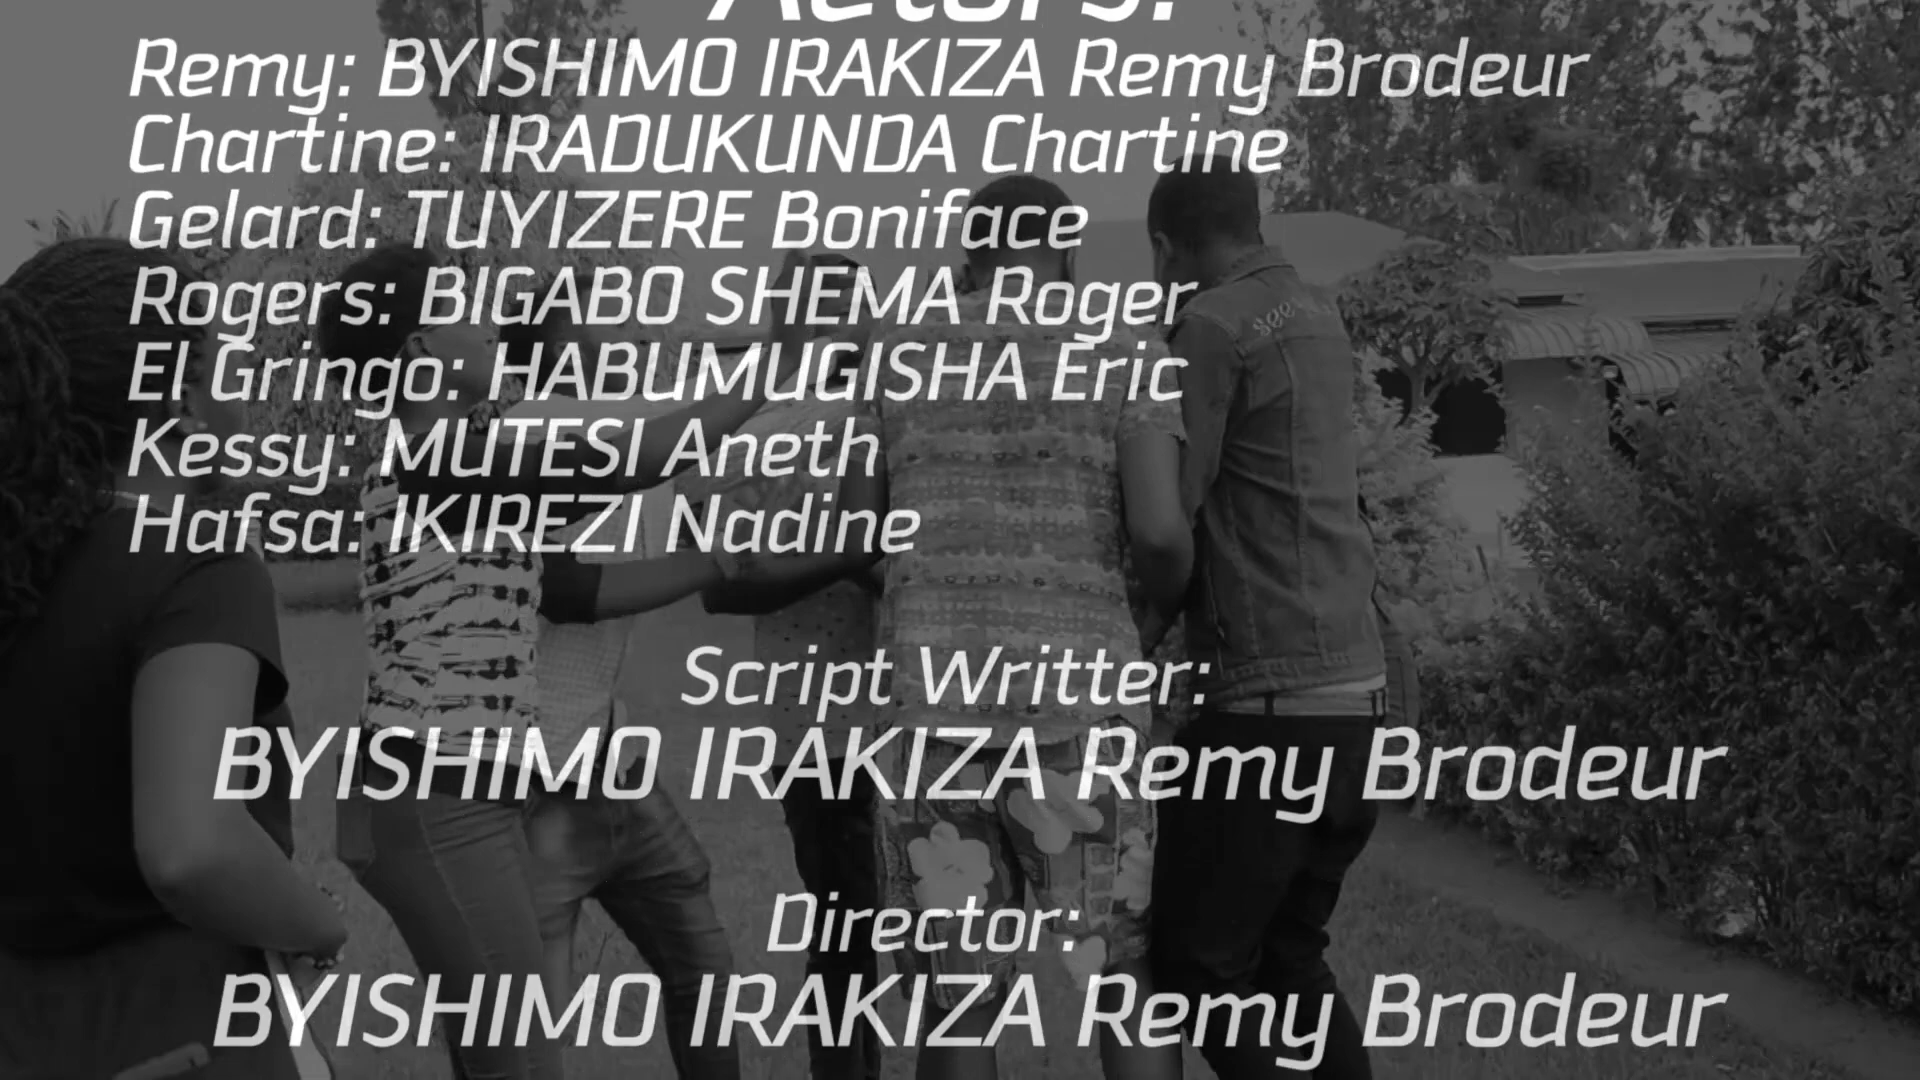 Actors:
Remy: BYISHIMO IRAKIZA Remy Brodeur
Chartine: IRADUKUNDA Chartine
Gelard: TUYIZERE Boniface
Rogers: BIGABO SHEMA Roger
El Gringo: HABUMUGISHA Eric
Kessy: MUTESI Aneth
Hafsa: IKIREZI Nadine
Script Writter:
BYISHIMO IRAKIZA Remy Brodeur
Director:
BYISHIMO IRAKIZA Remy Brodeur